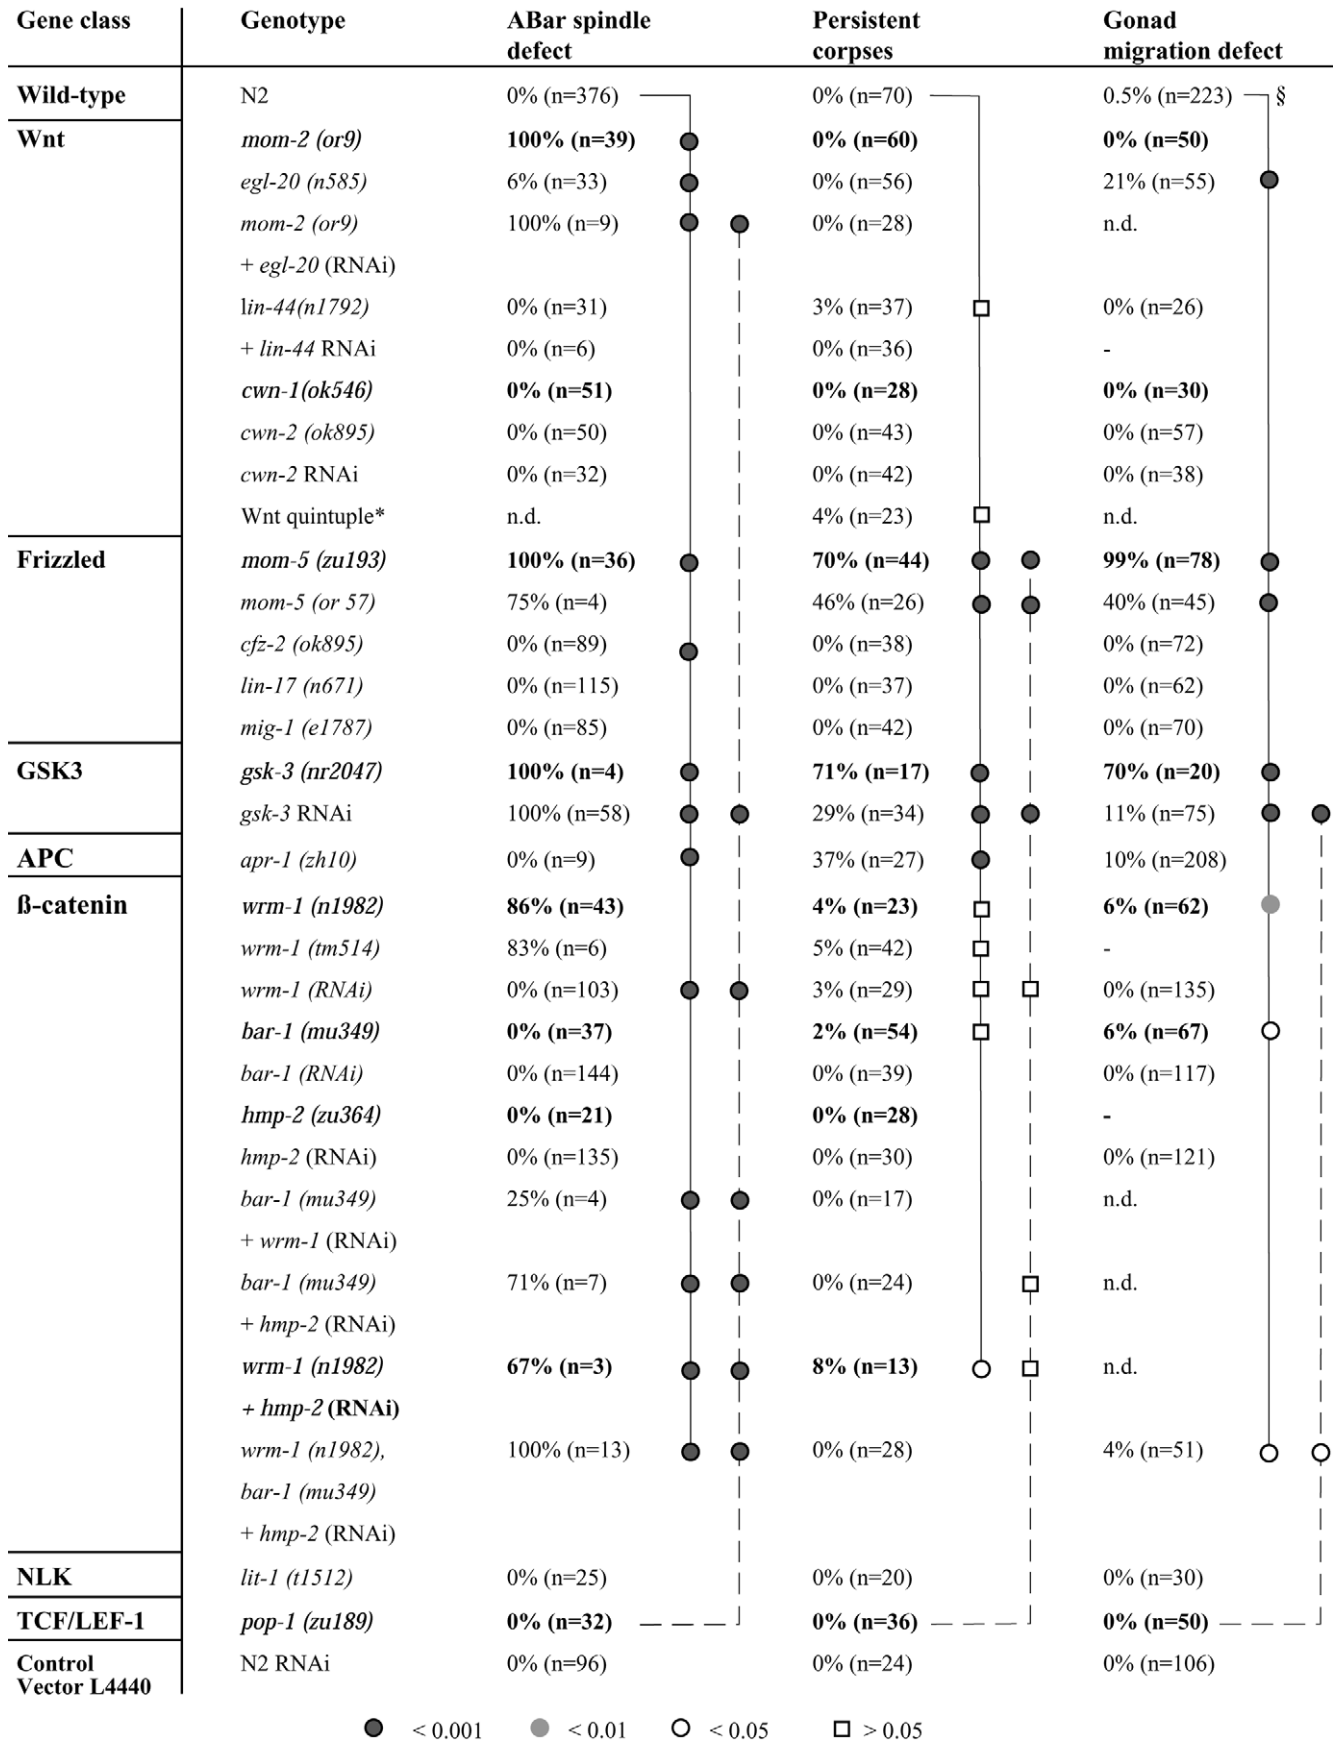 Gene class Genotype ABar spindle defect Persistent corpses Gonad migration defect
Wild-type N2 0% (n=376) 0% (n=70) 0.5% (n=223) §
Wnt mom-2 (or9) 100% (n=39) 0% (n=60) 0% (n=50)
egl-20 (n585) 6% (n=33) 0% (n=56) 21% (n=55)
mom-2 (or9) 100% (n=9) 0% (n=28) n.d.
+ egl-20 (RNAi)
lin-44(n1792) 0% (n=31) 3% (n=37) 0% (n=26)
+ lin-44 RNAi 0% (n=6) 0% (n=36) -
cwn-1(ok546) 0% (n=51) 0% (n=28) 0% (n=30)
cwn-2 (ok895) 0% (n=50) 0% (n=43) 0% (n=57)
cwn-2 RNAi 0% (n=32) 0% (n=42) 0% (n=38)
Wnt quintuple* n.d. 4% (n=23) n.d.
Frizzled mom-5 (zu193) 100% (n=36) 70% (n=44) 99% (n=78)
mom-5 (or 57) 75% (n=4) 46% (n=26) 40% (n=45)
cfz-2 (ok895) 0% (n=89) 0% (n=38) 0% (n=72)
lin-17 (n671) 0% (n=115) 0% (n=37) 0% (n=62)
mig-1 (e1787) 0% (n=85) 0% (n=42) 0% (n=70)
GSK3 gsk-3 (nr2047) 100% (n=4) 71% (n=17) 70% (n=20)
gsk-3 RNAi 100% (n=58) 29% (n=34) 11% (n=75)
APC apr-1 (zh10) 0% (n=9) 37% (n=27) 10% (n=208)
ß-catenin wrm-1 (n1982) 86% (n=43) 4% (n=23) 6% (n=62)
wrm-1 (tm514) 83% (n=6) 5% (n=42) -
wrm-1 (RNAi) 0% (n=103) 3% (n=29) 0% (n=135)
bar-1 (mu349) 0% (n=37) 2% (n=54) 6% (n=67)
bar-1 (RNAi) 0% (n=144) 0% (n=39) 0% (n=117)
hmp-2 (zu364) 0% (n=21) 0% (n=28) -
hmp-2 (RNAi) 0% (n=135) 0% (n=30) 0% (n=121)
bar-1 (mu349) 25% (n=4) 0% (n=17) n.d.
+ wrm-1 (RNAi)
bar-1 (mu349) 71% (n=7) 0% (n=24) n.d.
+ hmp-2 (RNAi)
wrm-1 (n1982) 67% (n=3) 8% (n=13) n.d.
+ hmp-2 (RNAi)
wrm-1 (n1982), 100% (n=13) 0% (n=28) 4% (n=51)
bar-1 (mu349)
+ hmp-2 (RNAi)
NLK lit-1 (t1512) 0% (n=25) 0% (n=20) 0% (n=30)
TCF/LEF-1 pop-1 (zu189) 0% (n=32) 0% (n=36) 0% (n=50)
Control Vector L4440 N2 RNAi 0% (n=96) 0% (n=24) 0% (n=106)
< 0.001 < 0.01 < 0.05 > 0.05